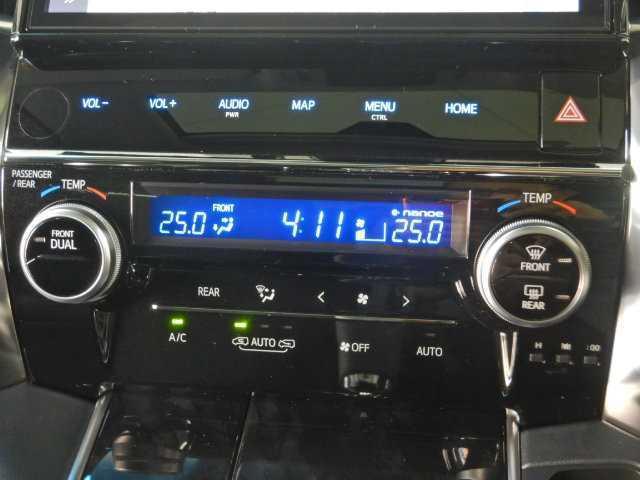 VOL- VOL+ AUDIO MAP MENU HOME
PWR CTRL
PASSENGER
/REAR
TEMP
FRONT
DUAL
FRONT nanoe
25.0 4:11 25.0
TEMP
FRONT
REAR
REAR
A/C AUTO OFF AUTO
H M :00